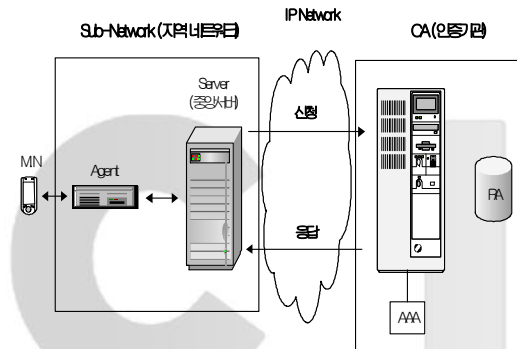 IP Network
Sub-Network (지역 네트워크)
CA (인증기관)
Server
(중앙서버)
신청
MN
Agent
RA
응답
AAA